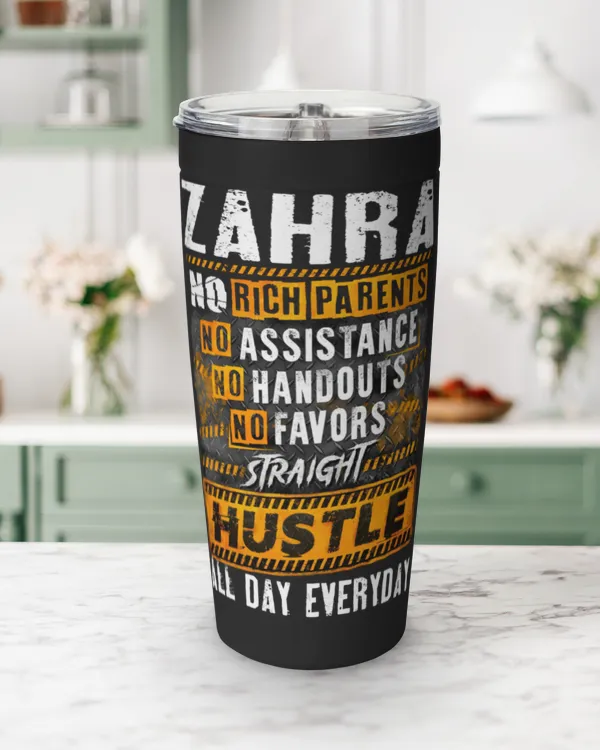 ZAHRA
NO RICH PARENTS
NO ASSISTANCE
NO HANDOUTS
NO FAVORS
STRAIGHT
HUSTLE
ALL DAY EVERYDAY